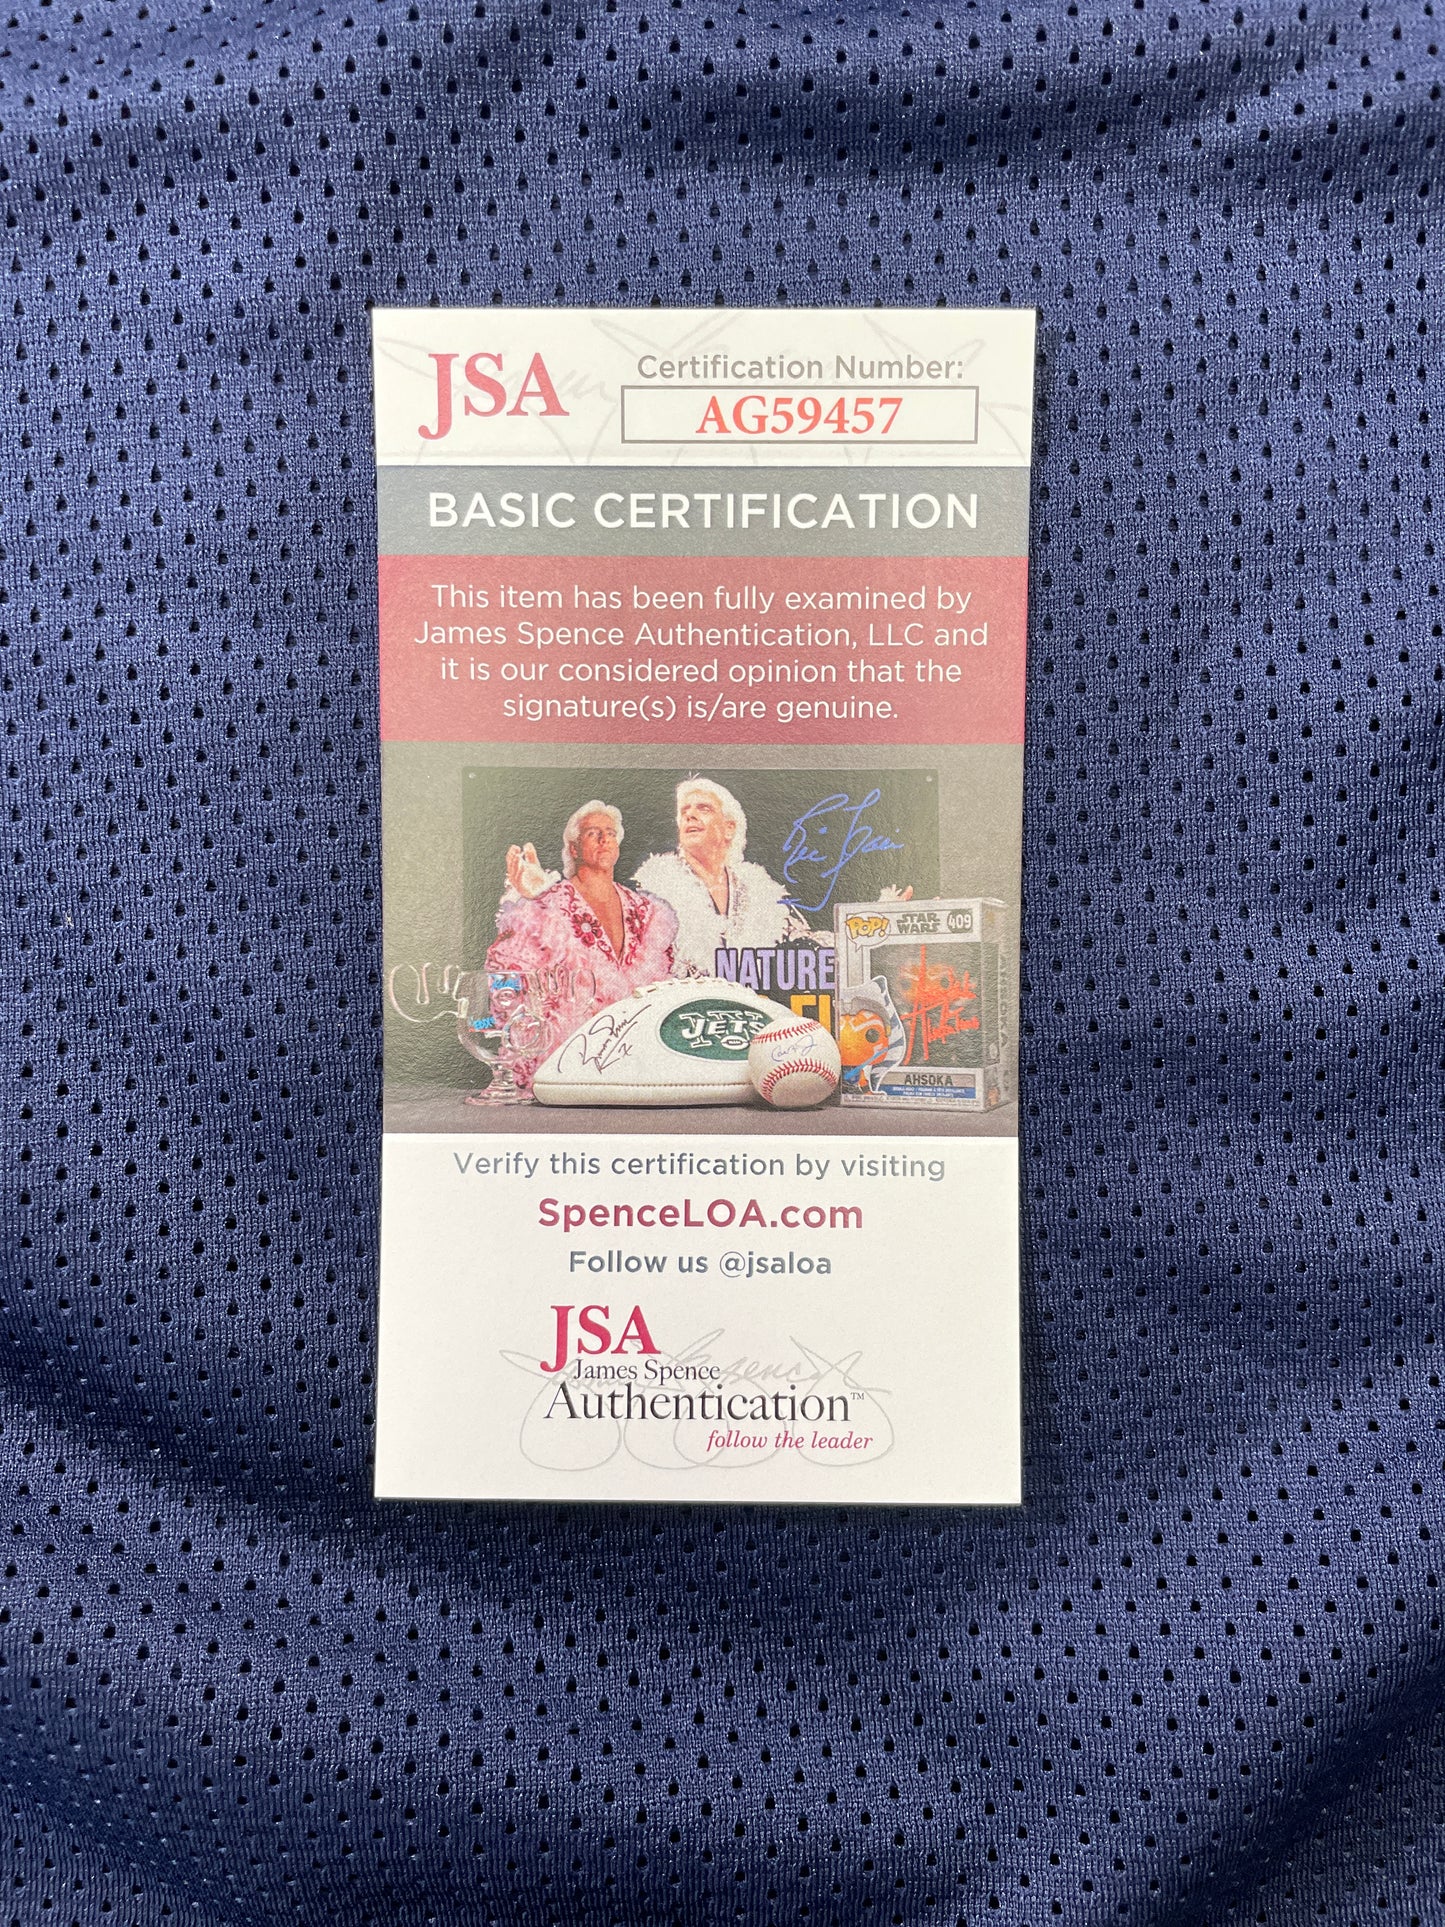 JSA
Certification Number:
AG59457
BASIC CERTIFICATION
This item has been fully examined by
James Spence Authentication, LLC and
it is our considered opinion that the
signature(s) is/are genuine.
POP!
STAR
WARS
409
NATURE
JETS
AHSOKA
Verify this certification by visiting
SpenceLOA.com
Follow us @jsaloa
JSA
James Spence
Authentication™
follow the leader